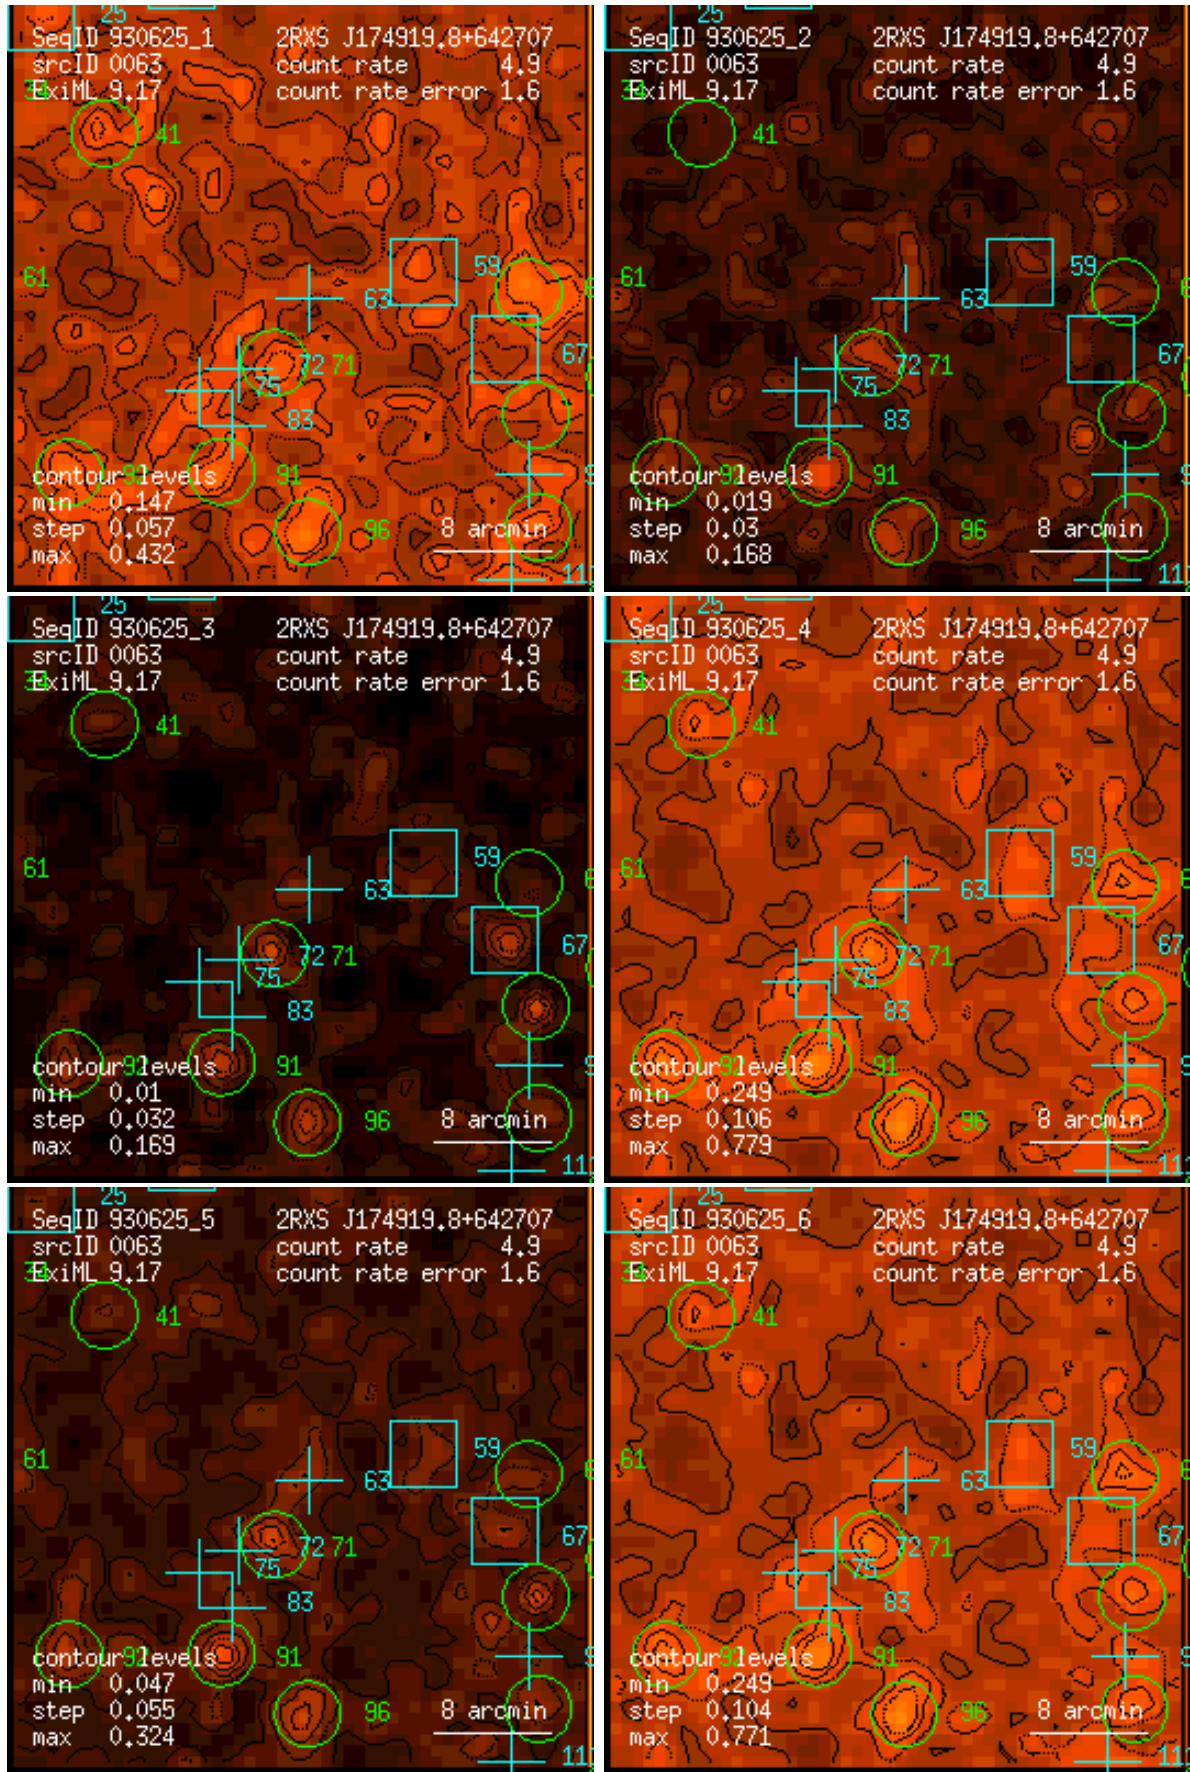 25
SeqID 930625_1 2RXS J174919.8+642707
srcID 0063 count rate 4.9
ExiML 9.17 count rate error 1.6
41
61
59
63
67
72 71
75
83
contour levels
91
min 0.147
step 0.057
96
8 arcmin
max 0.432
25
SeqID 930625_2 2RXS J174919.8+642707
srcID 0063 count rate 4.9
ExiML 9.17 count rate error 1.6
41
61
59
63
67
72 71
75
83
contour levels
91
min 0.019
step 0.03
96
8 arcmin
max 0.168
25
SeqID 930625_3 2RXS J174919.8+642707
srcID 0063 count rate 4.9
ExiML 9.17 count rate error 1.6
41
61
59
63
67
72 71
75
83
contour levels
91
min 0.01
step 0.032
96
8 arcmin
max 0.169
25
SeqID 930625_4 2RXS J174919.8+642707
srcID 0063 count rate 4.9
ExiML 9.17 count rate error 1.6
41
61
59
63
67
72 71
75
83
contour levels
91
min 0.249
step 0.106
96
8 arcmin
max 0.779
25
SeqID 930625_5 2RXS J174919.8+642707
srcID 0063 count rate 4.9
ExiML 9.17 count rate error 1.6
41
61
59
63
67
72 71
75
83
contour levels
91
min 0.047
step 0.055
96
8 arcmin
max 0.324
25
SeqID 930625_6 2RXS J174919.8+642707
srcID 0063 count rate 4.9
ExiML 9.17 count rate error 1.6
41
61
59
63
67
72 71
75
83
contour levels
91
min 0.249
step 0.104
96
8 arcmin
max 0.771